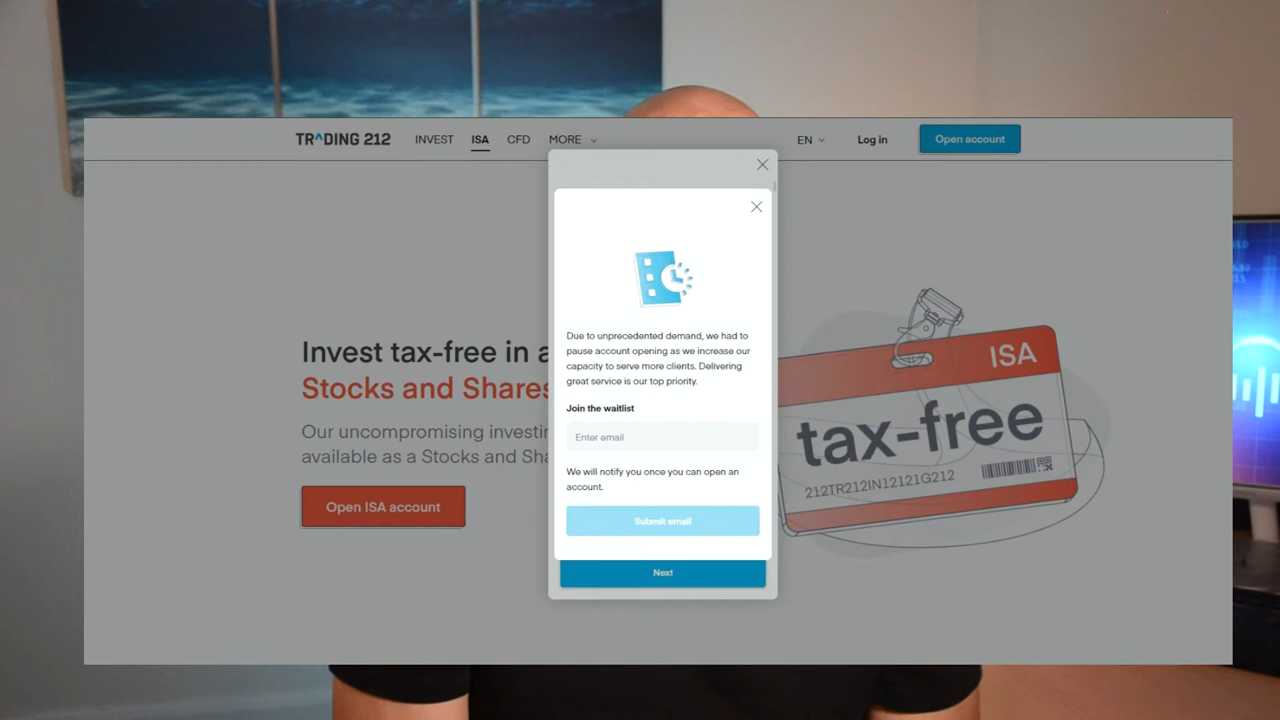 TRADING 212 INVEST ISA CFD MORE EN Log in Open account
Due to unprecedented demand, we had to
pause account opening as we increase our
capacity to serve more clients. Delivering
great service is our top priority.
Join the waitlist
Enter email
We will notify you once you can open an
account.
Submit email
Next
Invest tax-free in a
Stocks and Shares
Our uncompromising investin
available as a Stocks and Sha
Open ISA account
ISA
tax-free
212TR212IN12121G212